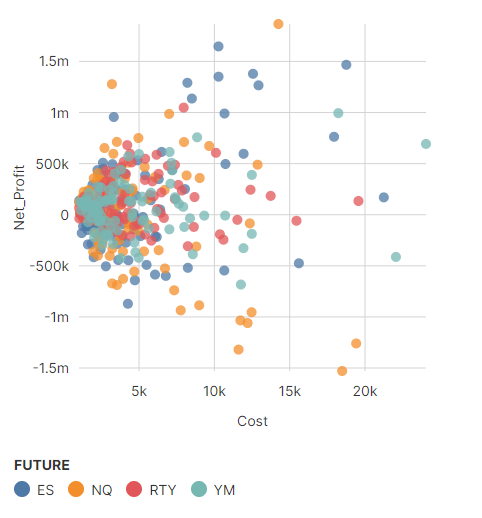 1.5m
1m
500k
0
-500k
-1m
-1.5m
Net_Profit
5k 10k 15k 20k
Cost
FUTURE
ES NQ RTY YM